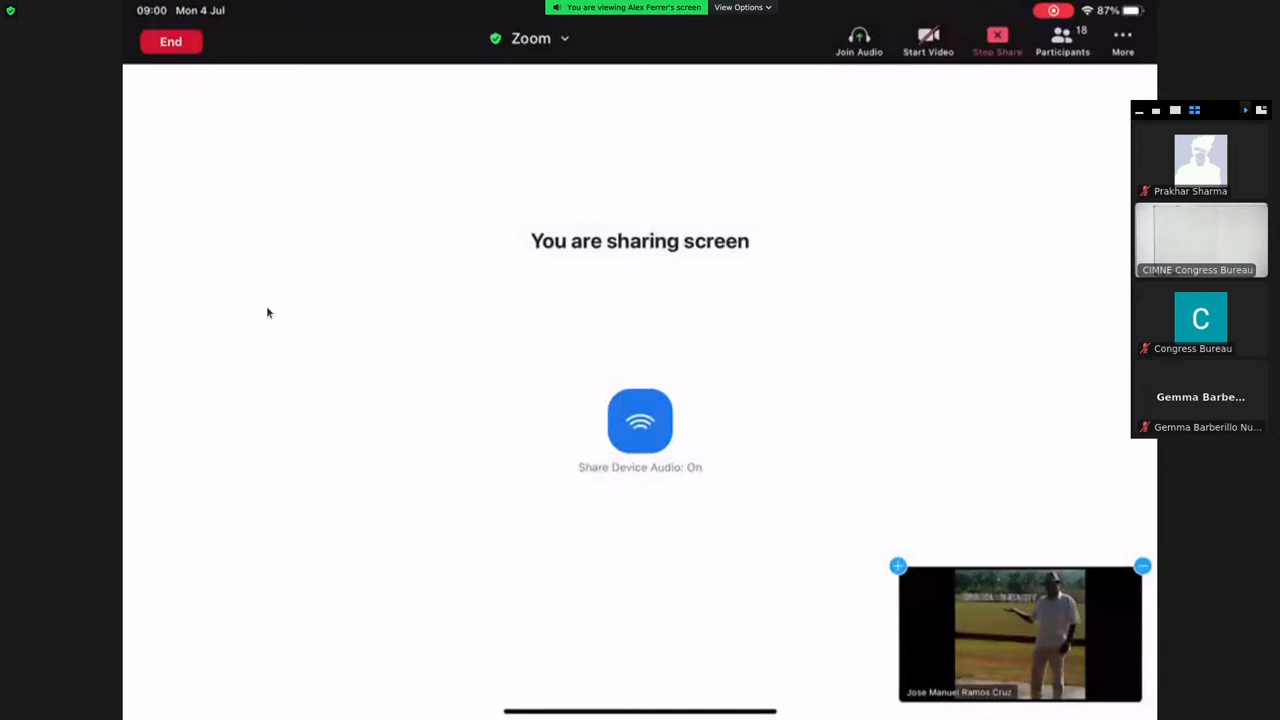 You are viewing Alex Ferrer's screen
View Options
09:00 Mon 4 Jul
87%
End
Zoom
Join Audio
Start Video
Stop Share
18
Participants
More
You are sharing screen
Share Device Audio: On
Prakhar Sharma
CIMNE Congress Bureau
C
Congress Bureau
Gemma Barbe...
Gemma Barberillo Nu...
Jose Manuel Ramos Cruz